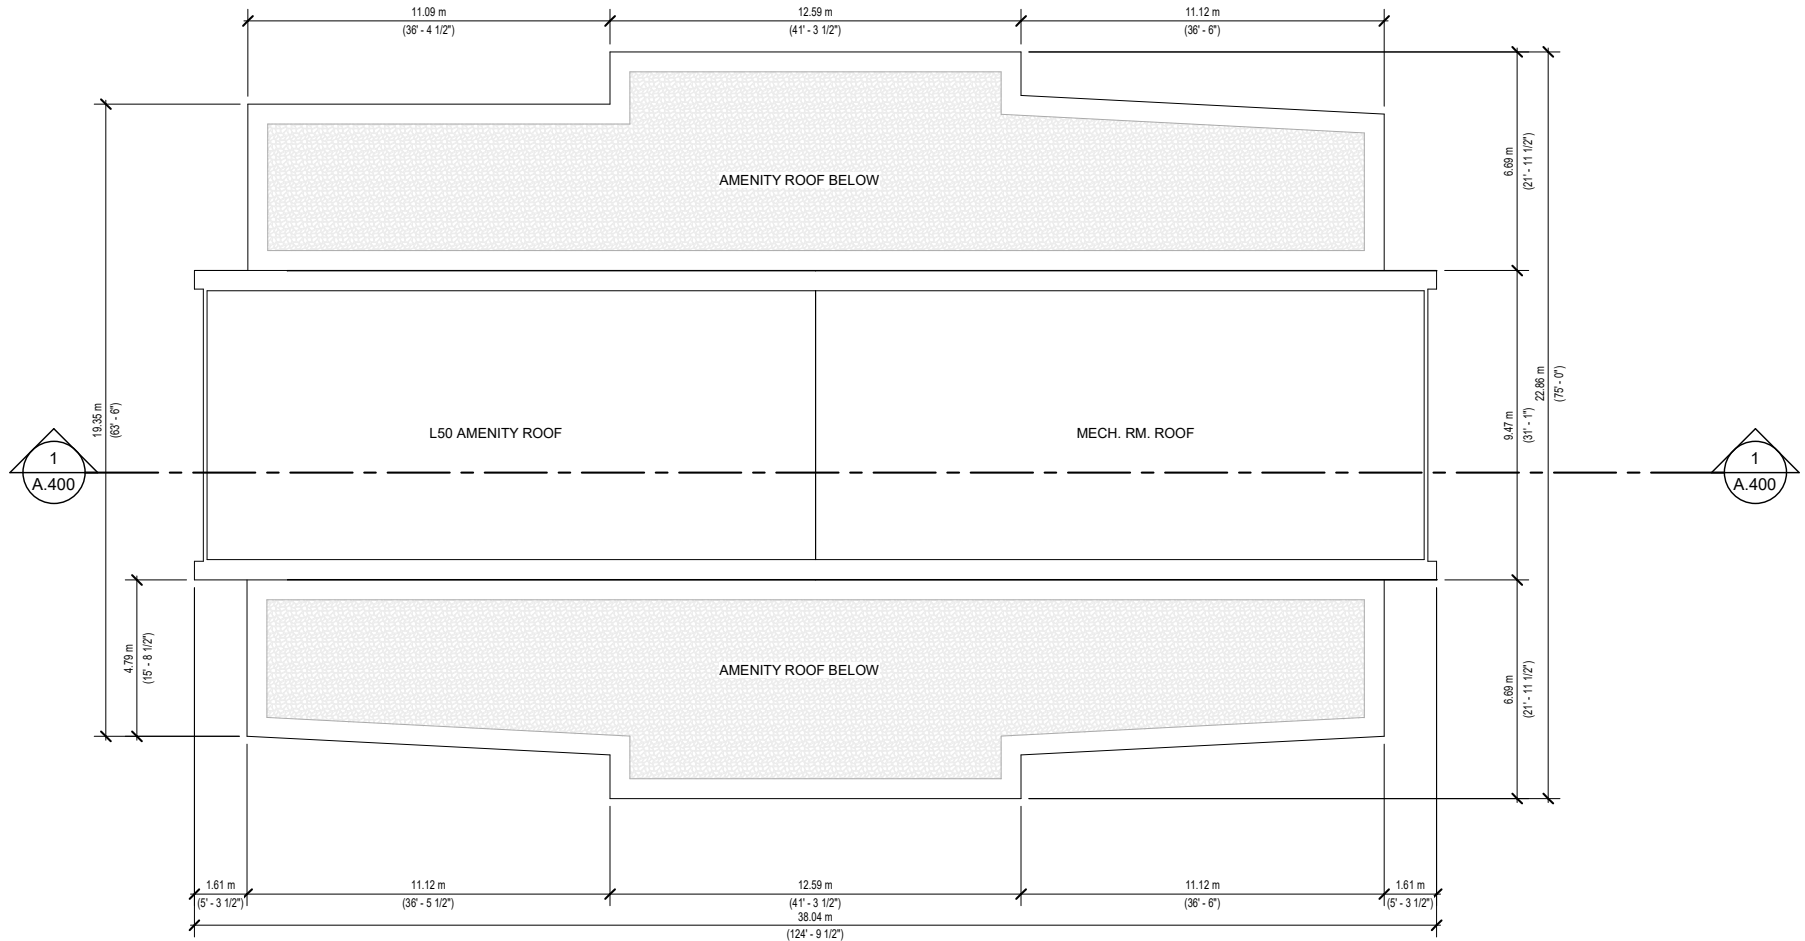 11.09 m
(36' - 4 1/2")
12.59 m
(41' - 3 1/2")
11.12 m
(36' - 6")
6.69 m
(21' - 11 1/2")
AMENITY ROOF BELOW
19.35 m
(63' - 6")
22.86 m
(75' - 0")
9.47 m
(31' - 1")
L50 AMENITY ROOF
MECH. RM. ROOF
1
A.400
1
A.400
4.79 m
(15' - 8 1/2")
AMENITY ROOF BELOW
6.69 m
(21' - 11 1/2")
1.61 m
(5' - 3 1/2")
11.12 m
(36' - 5 1/2")
12.59 m
(41' - 3 1/2")
11.12 m
(36' - 6")
1.61 m
(5' - 3 1/2")
38.04 m
(124' - 9 1/2")